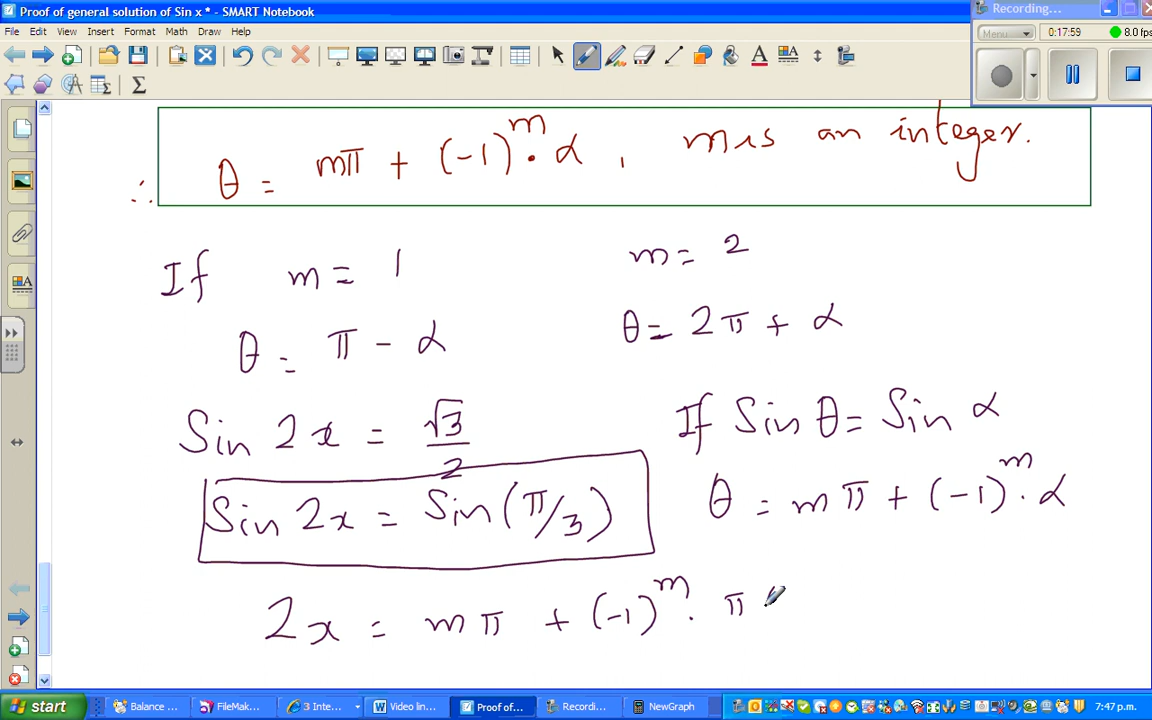 Proof of general solution of Sin x * - SMART Notebook
Recording...
File Edit View Insert Format Math Draw Help
Menu
0:17:59
8.0 fps
∴ θ = mπ + (-1)^m · α , m is an integer.
If m = 1
m = 2
θ = π - α
θ = 2π + α
Sin 2x = √3/2
If Sin θ = Sin α
Sin 2x = Sin (π/3)
θ = mπ + (-1)^m · α
2x = mπ + (-1)^m · π
start
Balance ...
FileMak...
3 Inte...
Video lin...
Proof of...
Recordi...
NewGraph
7:47 p.m.